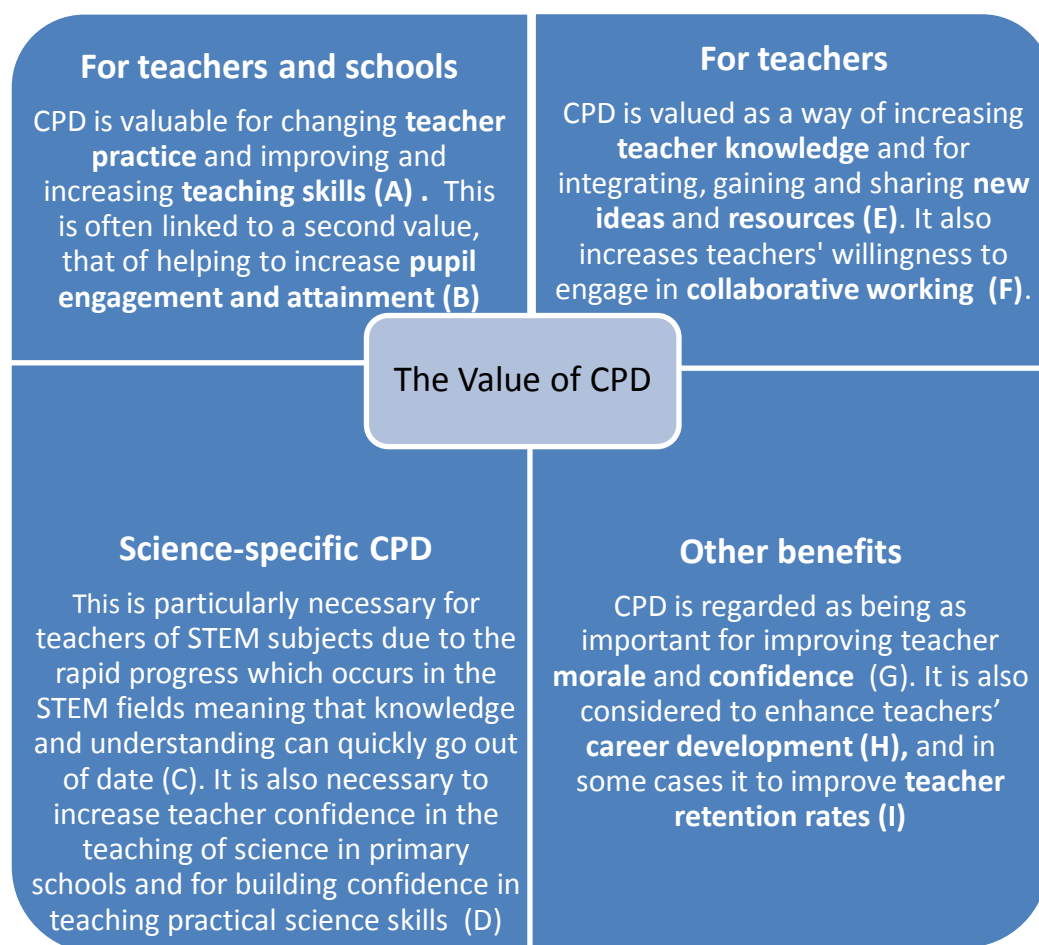 For teachers and schools
CPD is valuable for changing teacher
practice and improving and
increasing teaching skills (A) .  This
is often linked to a second value,
that of helping to increase pupil
engagement and attainment (B)
For teachers
CPD is valued as a way of increasing
teacher knowledge and for
integrating, gaining and sharing new
ideas and resources (E). It also
increases teachers' willingness to
engage in collaborative working  (F).
The Value of CPD
Science-specific CPD
This is particularly necessary for
teachers of STEM subjects due to the
rapid progress which occurs in the
STEM fields meaning that knowledge
and understanding can quickly go out
of date (C). It is also necessary to
increase teacher confidence in the
teaching of science in primary
schools and for building confidence in
teaching practical science skills  (D)
Other benefits
CPD is regarded as being as
important for improving teacher
morale and confidence  (G). It is also
considered to enhance teachers’
career development (H), and in
some cases it to improve teacher
retention rates (I)